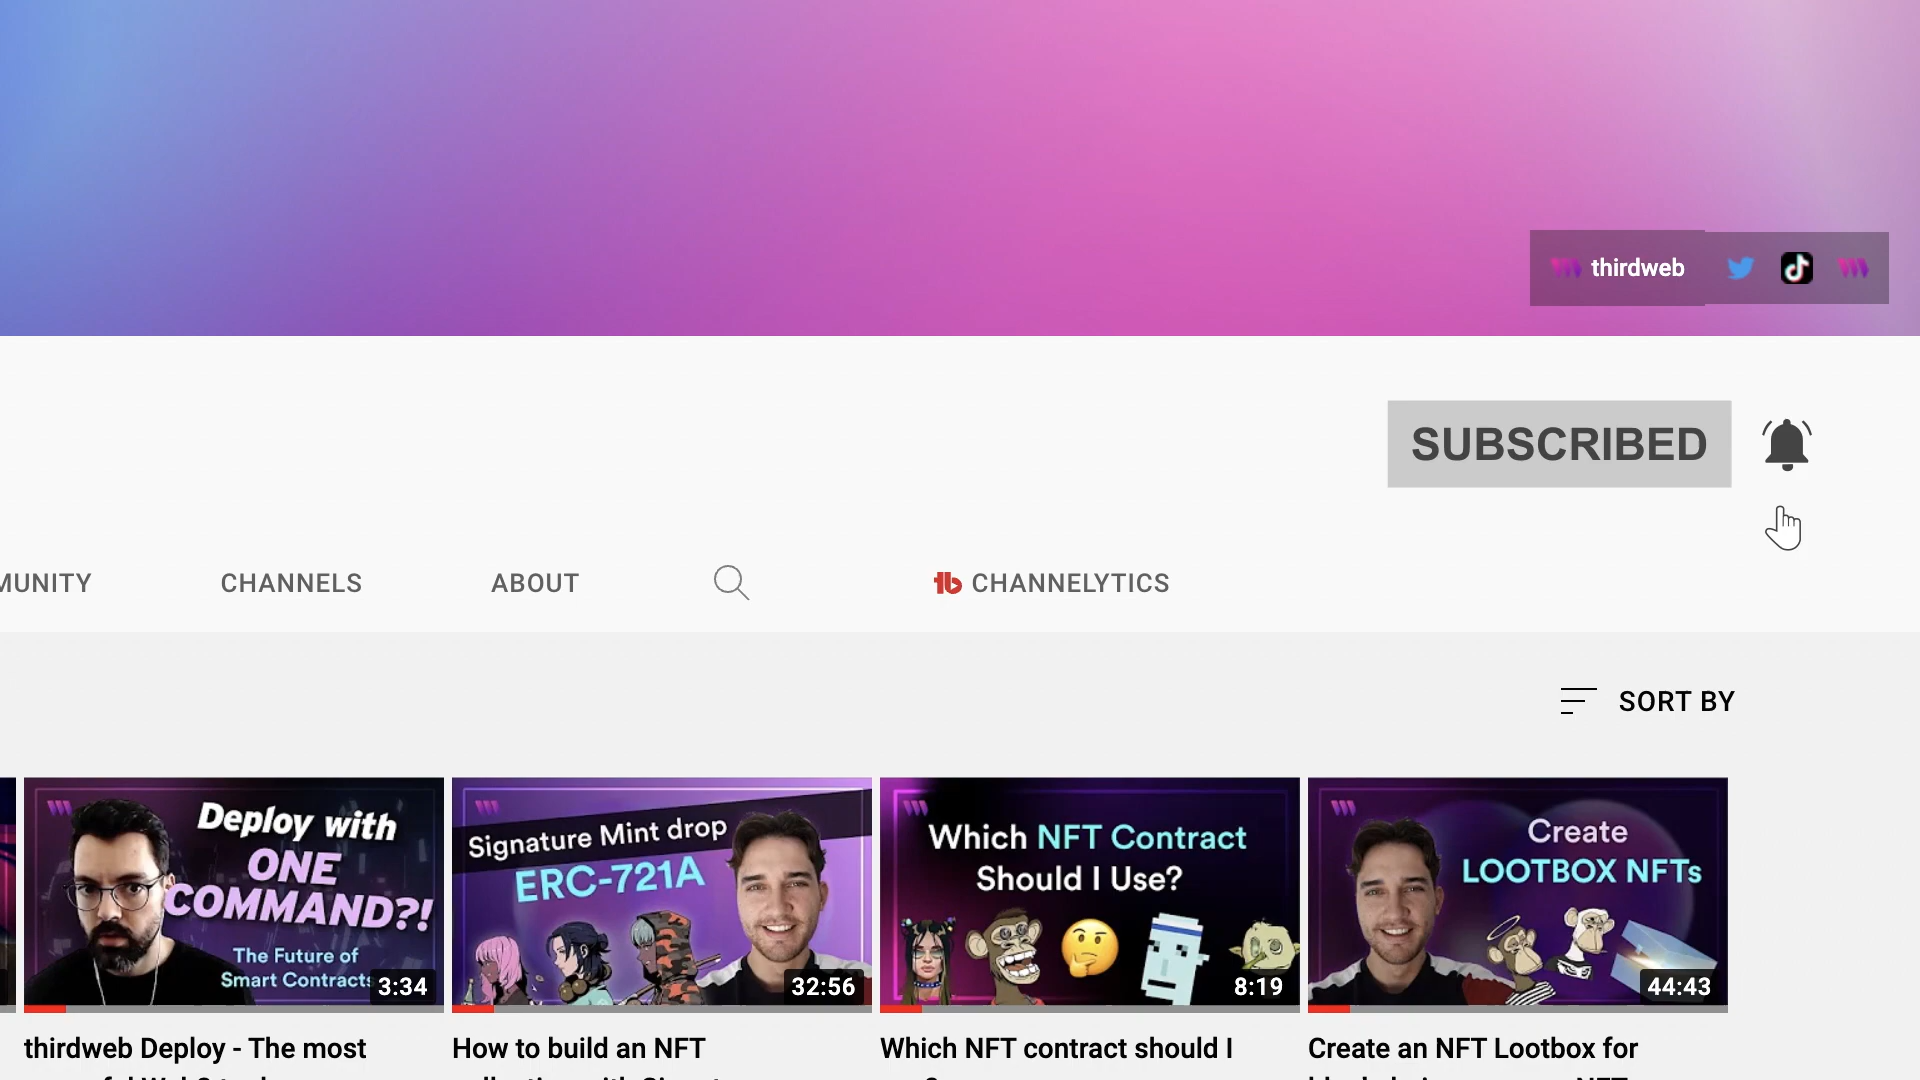 thirdweb
SUBSCRIBED
MUNITY
CHANNELS
ABOUT
CHANNELYTICS
SORT BY
Deploy with
ONE
COMMAND?!
The Future of
Smart Contracts
3:34
Signature Mint drop
ERC-721A
32:56
Which NFT Contract
Should I Use?
8:19
Create
LOOTBOX NFTs
44:43
thirdweb Deploy - The most
How to build an NFT
Which NFT contract should I
Create an NFT Lootbox for